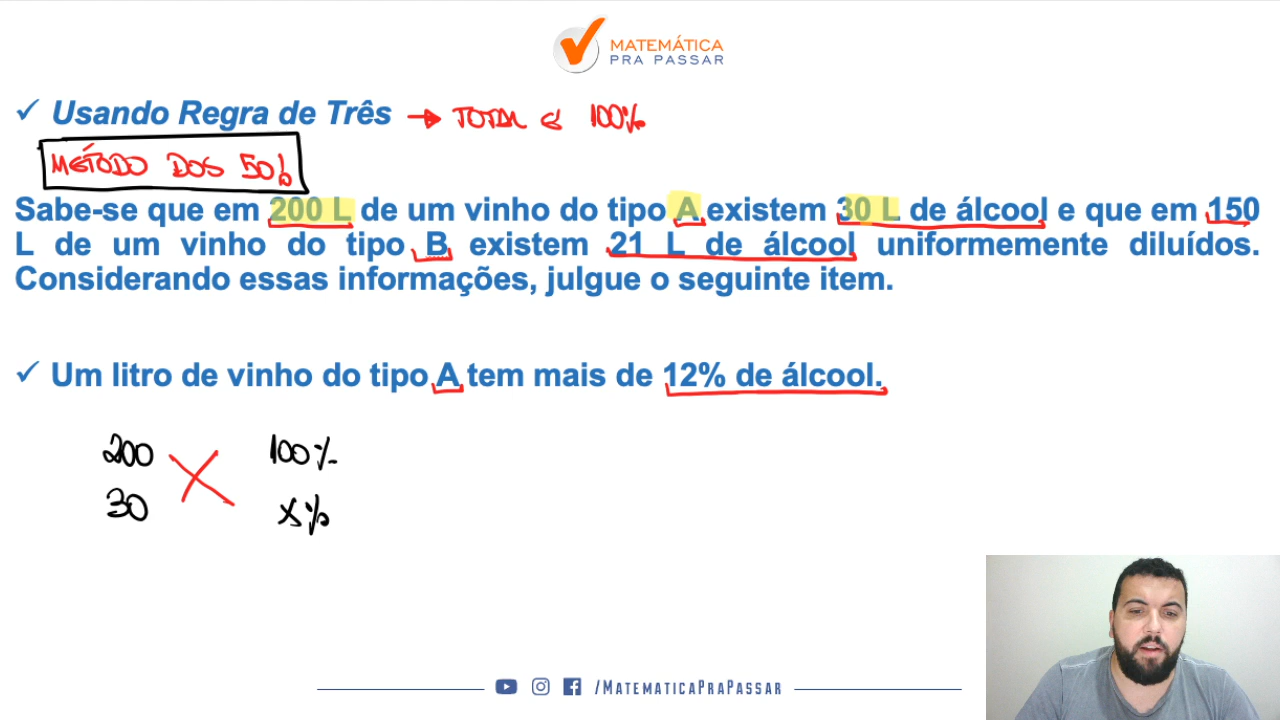 MATEMÁTICA
PRA PASSAR
✓ Usando Regra de Três → TOTAL é 100%
MÉTODO DOS 50%
Sabe-se que em 200 L de um vinho do tipo A existem 30 L de álcool e que em 150
L de um vinho do tipo B existem 21 L de álcool uniformemente diluídos.
Considerando essas informações, julgue o seguinte item.
✓ Um litro de vinho do tipo A tem mais de 12% de álcool.
200 100%
30 x%
/MATEMATICAPRAPASSAR